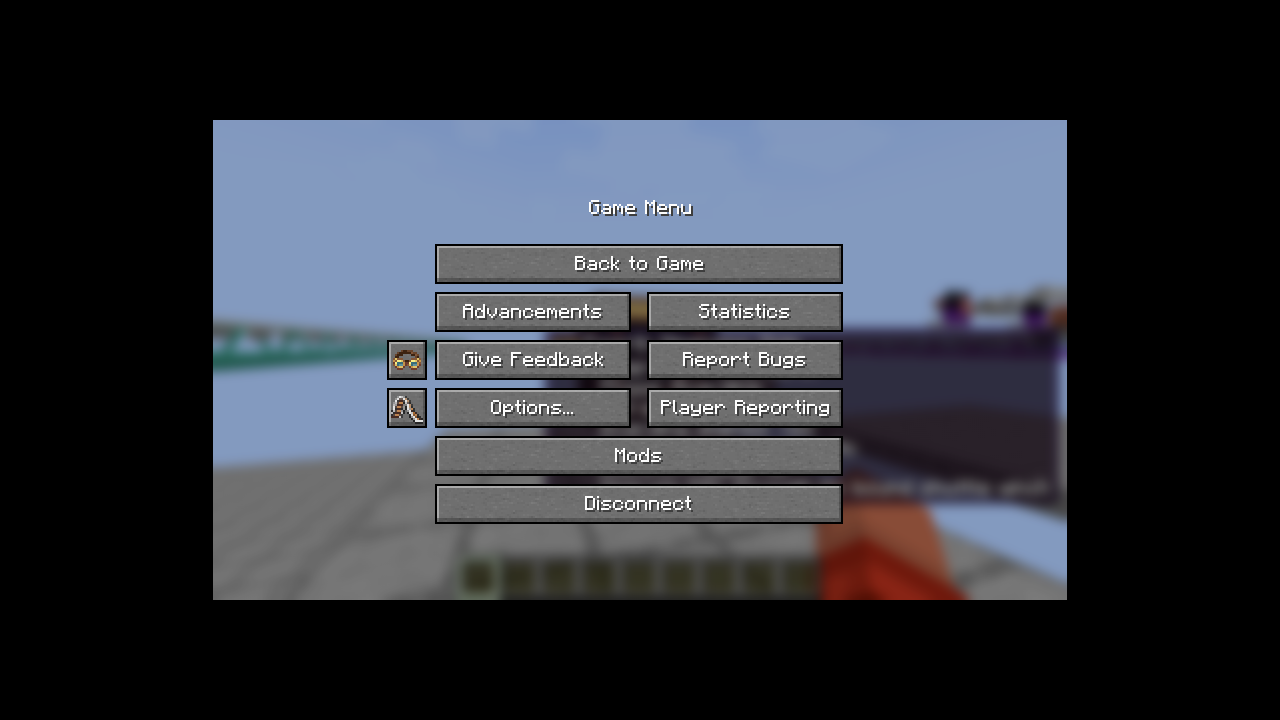 Game Menu
Back to Game
Advancements
Statistics
Give Feedback
Report Bugs
Options...
Player Reporting
Mods
Disconnect